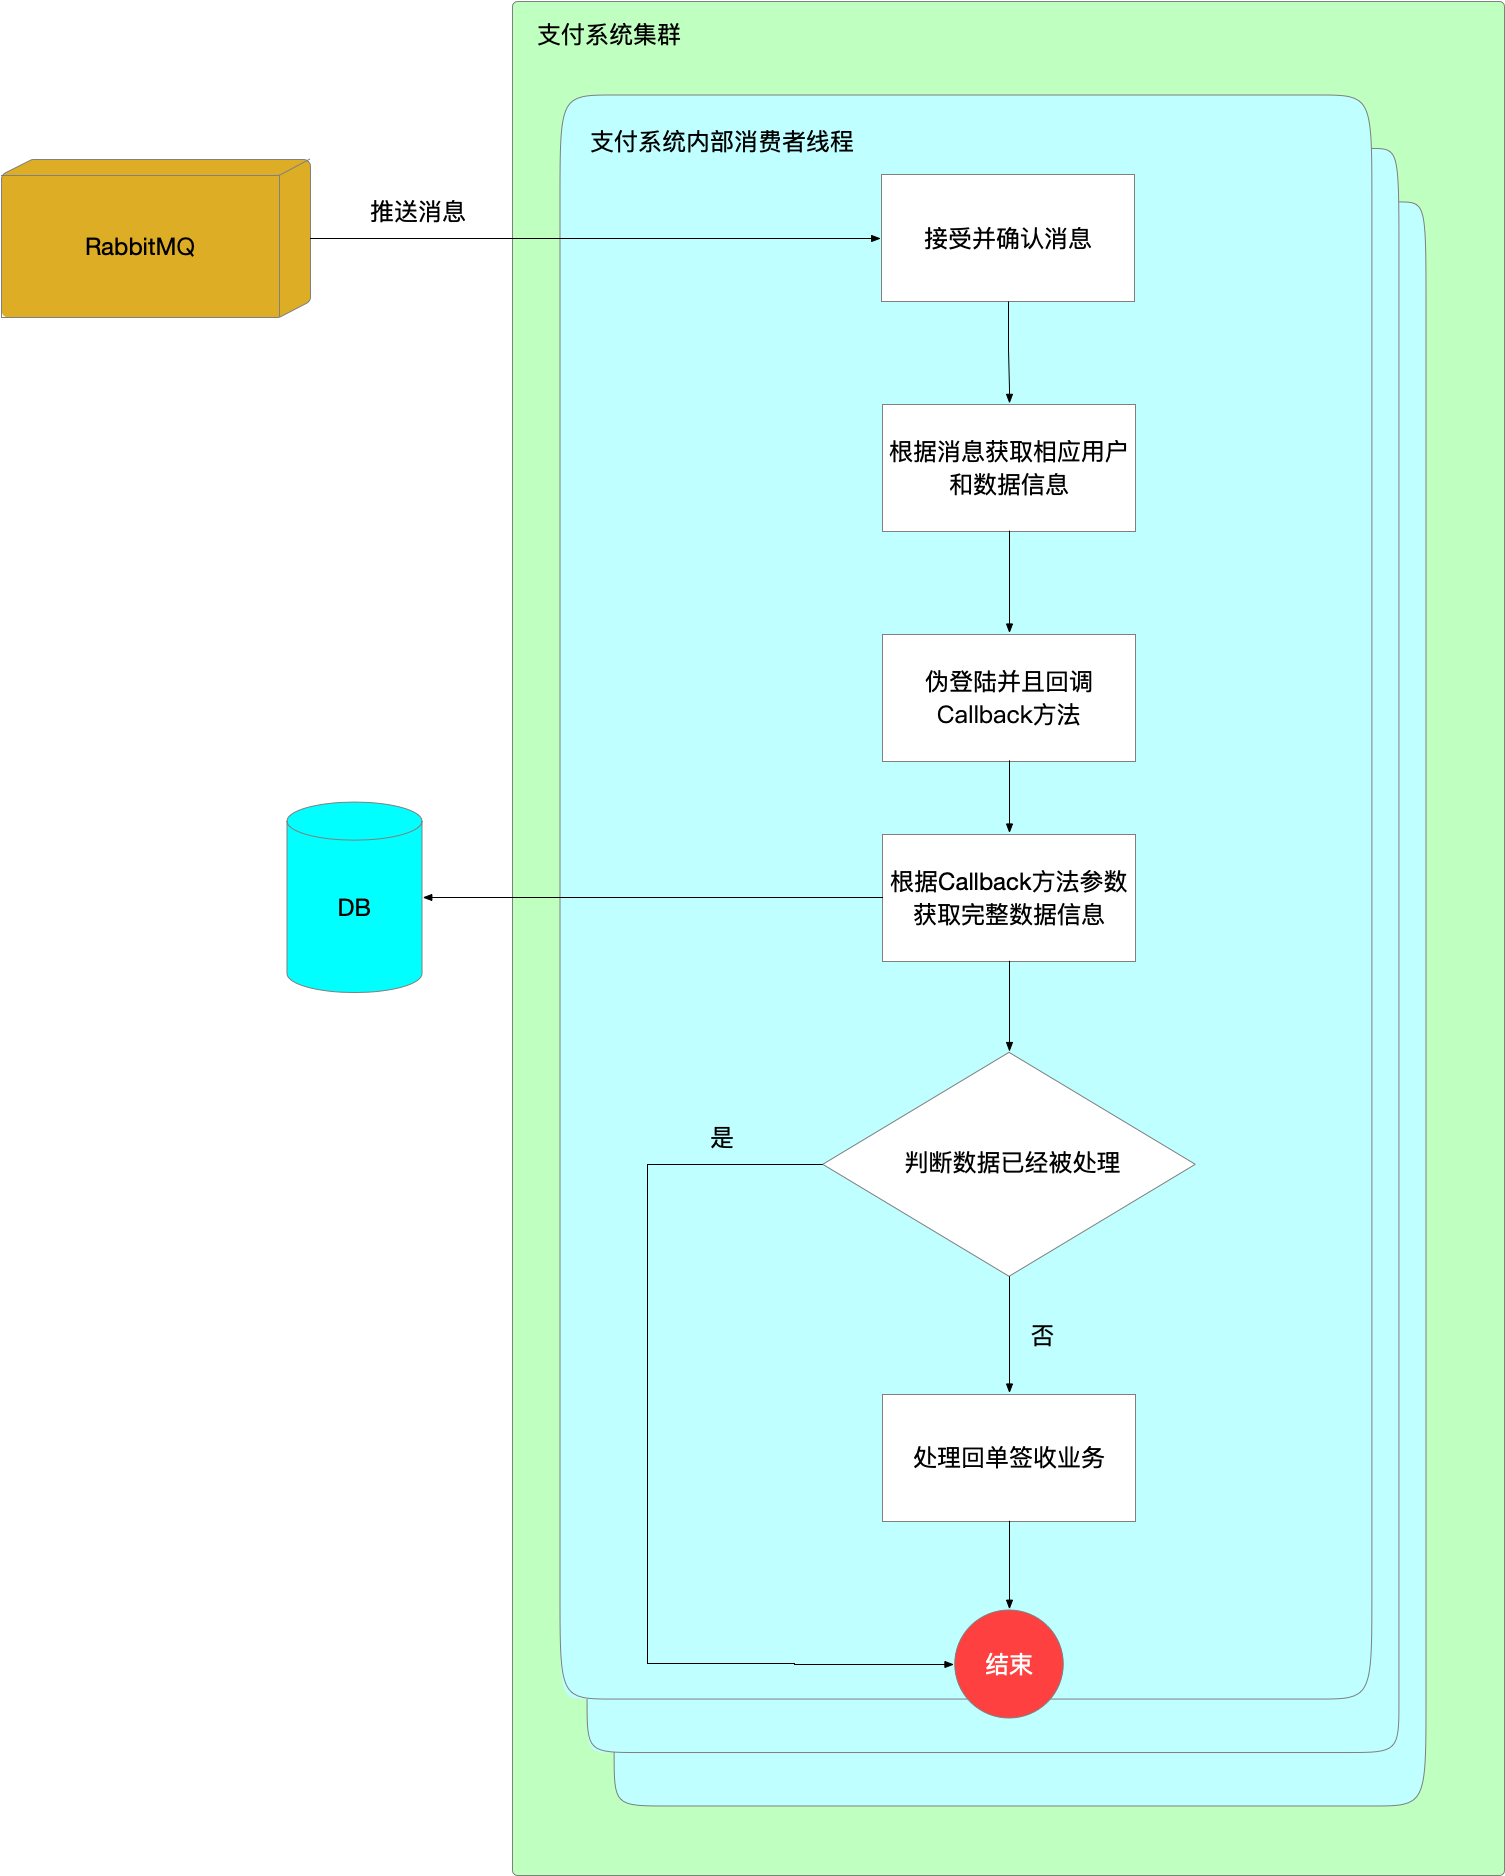 支付系统集群
支付系统内部消费者线程
RabbitMQ
推送消息
接受并确认消息
根据消息获取相应用户
和数据信息
伪登陆并且回调
Callback方法
根据Callback方法参数
获取完整数据信息
DB
判断数据已经被处理
是
否
处理回单签收业务
结束